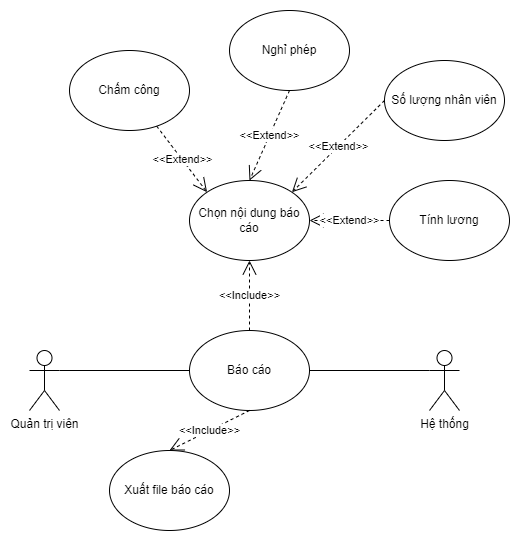 Nghỉ phép
Chấm công
Số lượng nhân viên
<<Extend>>
<<Extend>>
<<Extend>>
Chọn nội dung báo
cáo
<<Extend>>
Tính lương
<<Include>>
Báo cáo
Quản trị viên
Hệ thống
<<Include>>
Xuất file báo cáo